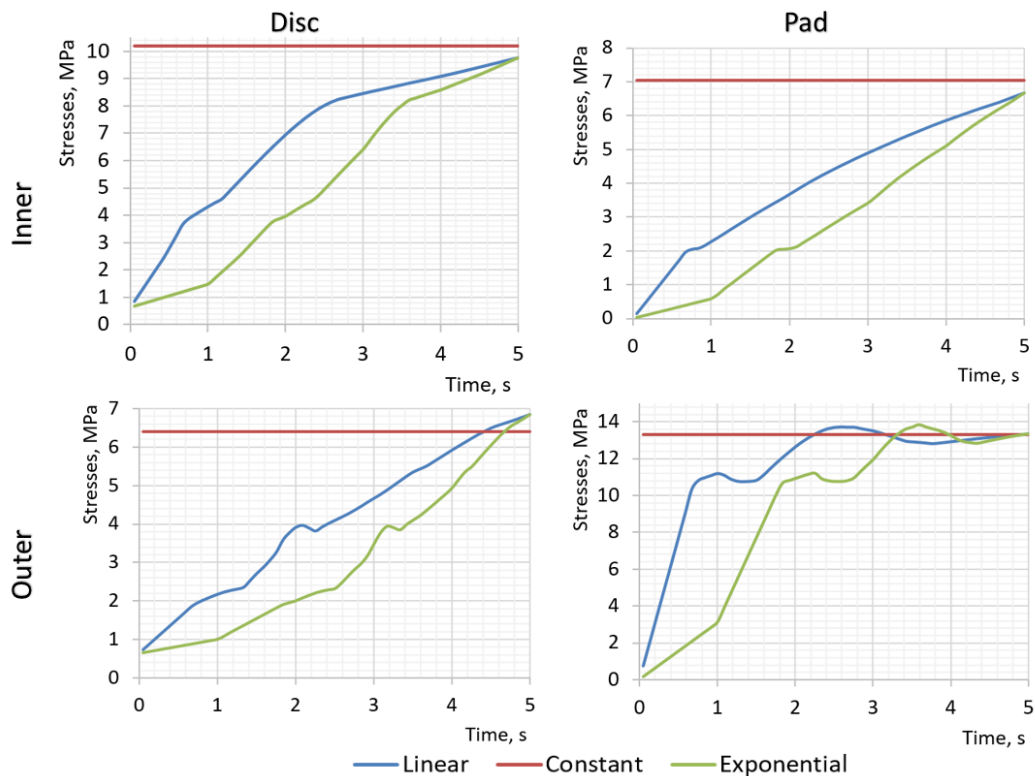 Disc
Pad
Inner
Outer
Stresses, MPa
10
9
8
7
6
5
4
3
2
1
0
0 1 2 3 4 5
Time, s
Stresses, MPa
8
7
6
5
4
3
2
1
0
0 1 2 3 4 5
Time, s
Stresses, MPa
7
6
5
4
3
2
1
0
0 1 2 3 4 5
Time, s
Stresses, MPa
14
12
10
8
6
4
2
0
0 1 2 3 4 5
Time, s
Linear Constant Exponential